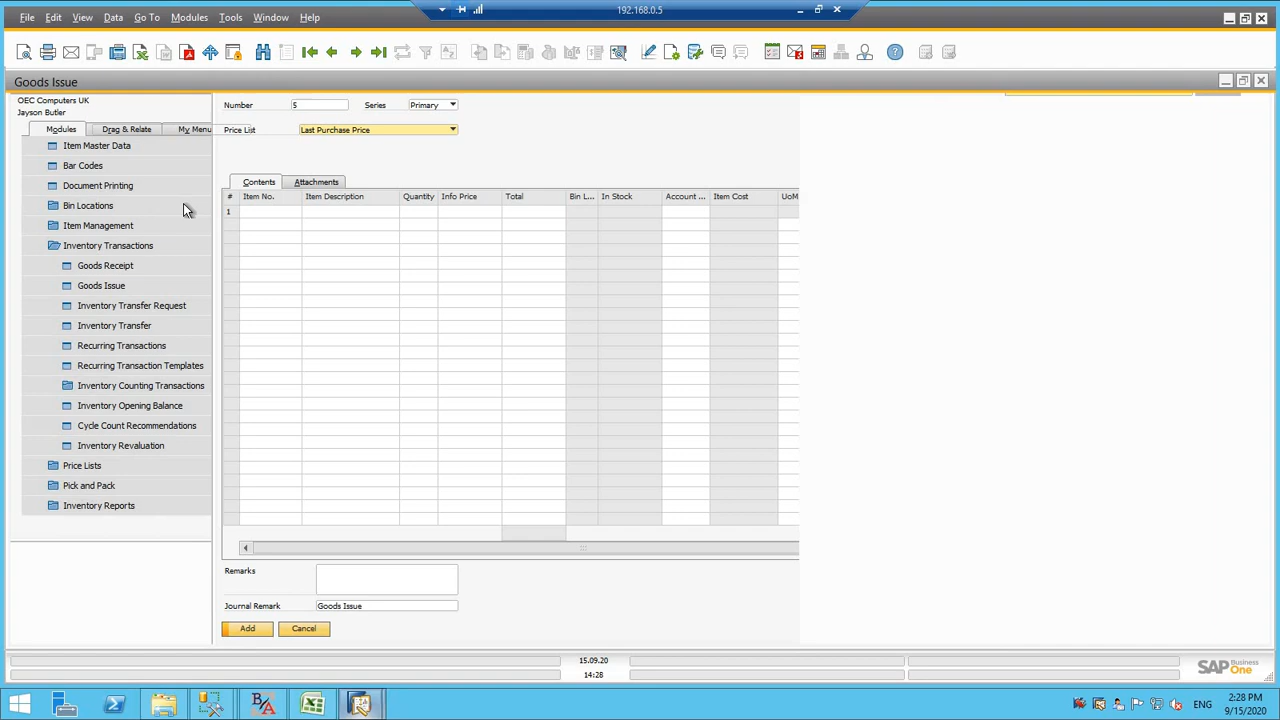 192.168.0.5
File Edit View Data Go To Modules Tools Window Help
Goods Issue
OEC Computers UK
Jayson Butler
Modules Drag & Relate My Menu
Number 5 Series Primary
Price List Last Purchase Price
Item Master Data
Bar Codes
Document Printing
Bin Locations
Item Management
Inventory Transactions
Goods Receipt
Goods Issue
Inventory Transfer Request
Inventory Transfer
Recurring Transactions
Recurring Transaction Templates
Inventory Counting Transactions
Inventory Opening Balance
Cycle Count Recommendations
Inventory Revaluation
Price Lists
Pick and Pack
Inventory Reports
Contents Attachments
# Item No. Item Description Quantity Info Price Total Bin L... In Stock Account ... Item Cost UoM
1
Remarks
Journal Remark Goods Issue
Add Cancel
15.09.20
14:28
SAP Business One
ENG
2:28 PM
9/15/2020